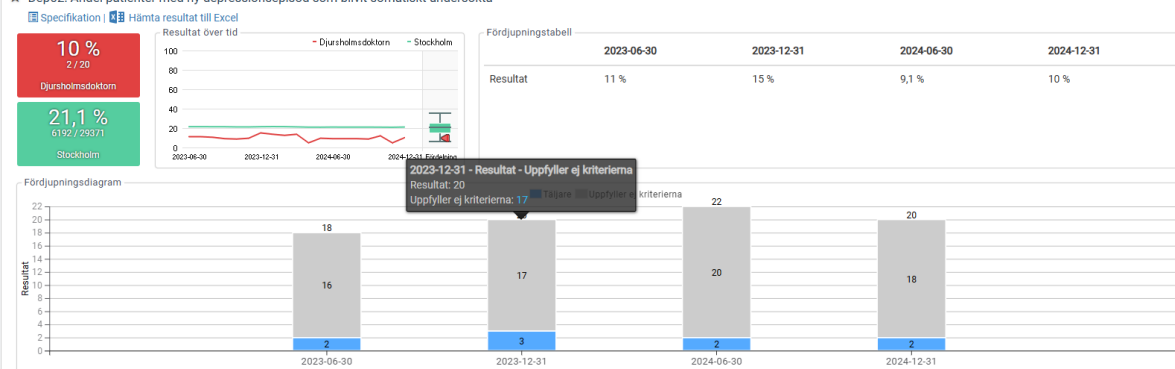 Specifikation | Hämta resultat till Excel
10 %
2 / 20
Djursholmsdoktorn
21,1 %
6192 / 29371
Stockholm
Resultat över tid
Djursholmsdoktorn
Stockholm
100
80
60
40
20
0
2023-06-30
2023-12-31
2024-06-30
2024-12-31
Fördelning
Fördjupningstabell
2023-06-30
2023-12-31
2024-06-30
2024-12-31
Resultat
11 %
15 %
9,1 %
10 %
Fördjupningsdiagram
2023-12-31 - Resultat - Uppfyller ej kriterierna
Resultat: 20
Uppfyller ej kriterierna: 17
Täljare
Uppfyller ej kriterierna
Resultat
22
20
18
16
14
12
10
8
6
4
2
0
18
16
2
17
3
22
20
2
20
18
2
2023-06-30
2023-12-31
2024-06-30
2024-12-31